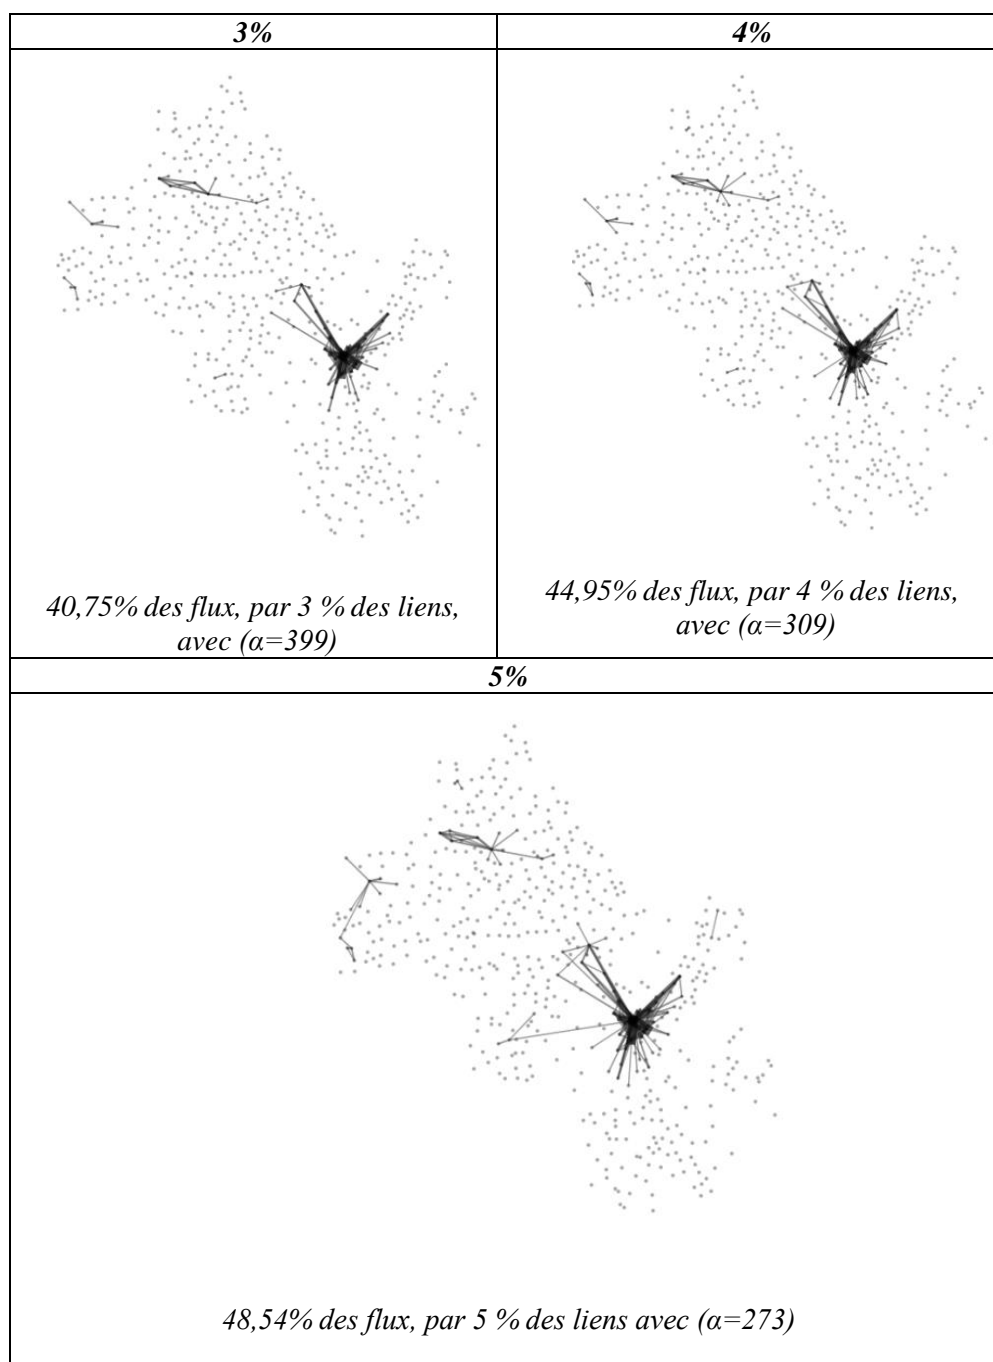 3%
4%
40,75% des flux, par 3 % des liens,
avec (α=399)
44,95% des flux, par 4 % des liens,
avec (α=309)
5%
48,54% des flux, par 5 % des liens avec (α=273)